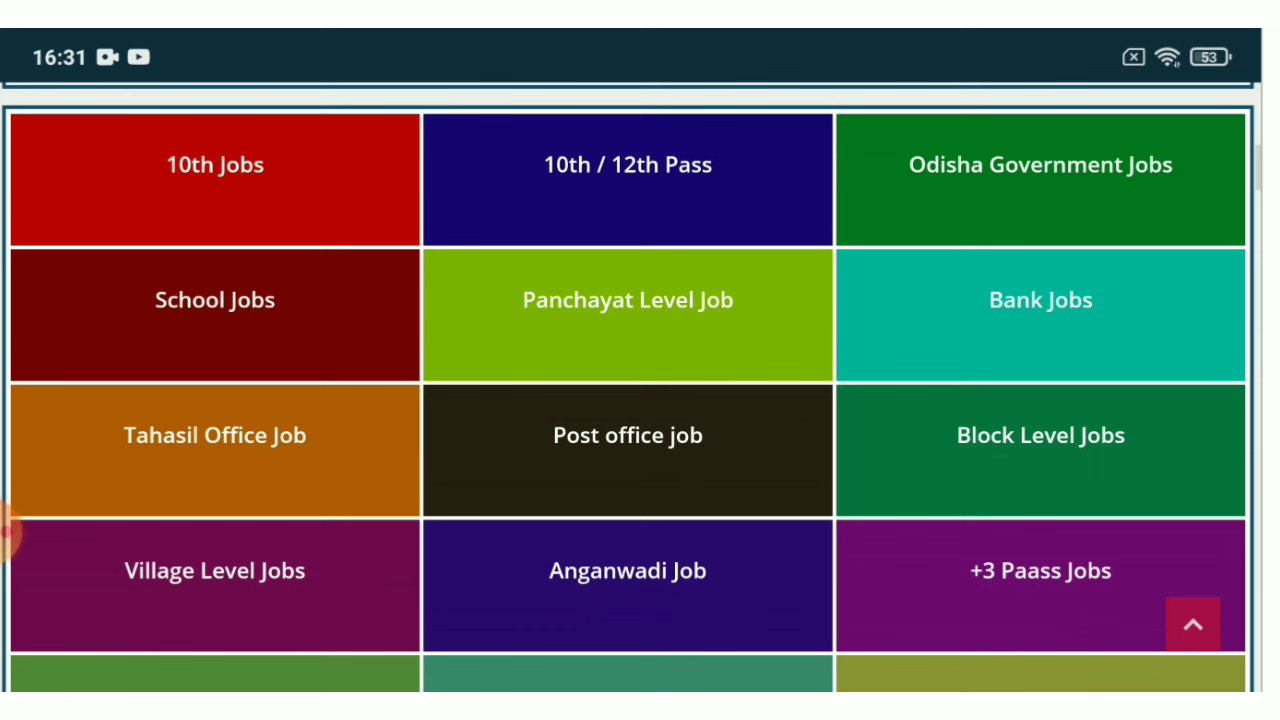 16:31
53
10th Jobs
10th / 12th Pass
Odisha Government Jobs
School Jobs
Panchayat Level Job
Bank Jobs
Tahasil Office Job
Post office job
Block Level Jobs
Village Level Jobs
Anganwadi Job
+3 Paass Jobs